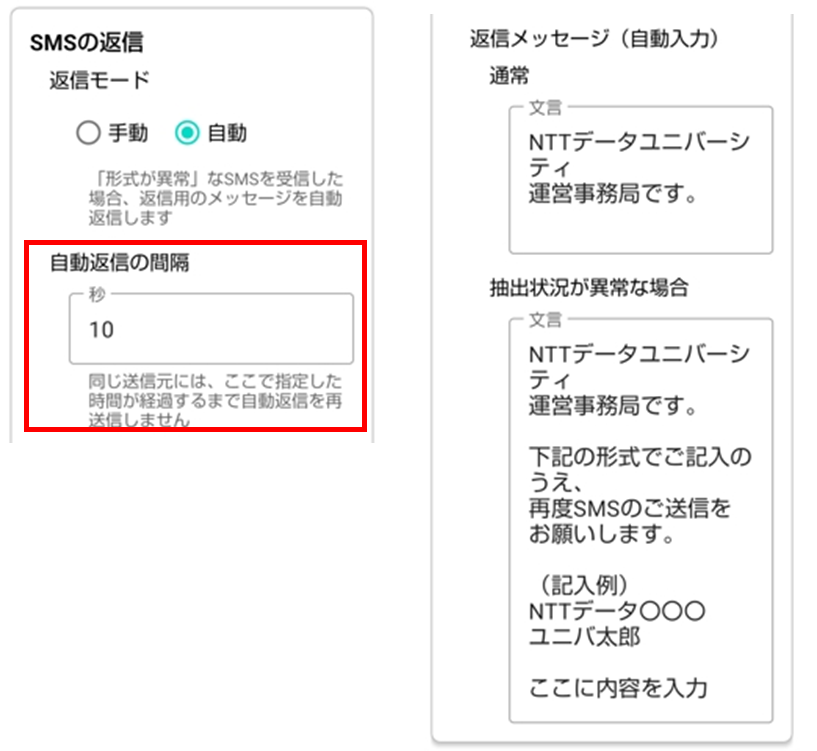 SMSの返信
返信モード
手動 自動
「形式が異常」なSMSを受信した
場合、返信用のメッセージを自動
返信します
自動返信の間隔
秒
10
同じ送信元には、ここで指定した
時間が経過するまで自動返信を再
送信しません
返信メッセージ（自動入力）
通常
文言
NTTデータユニバーシ
ティ
運営事務局です。
抽出状況が異常な場合
文言
NTTデータユニバーシ
ティ
運営事務局です。
下記の形式でご記入の
うえ、
再度SMSのご送信を
お願いします。
（記入例）
NTTデータ〇〇〇
ユニバ太郎
ここに内容を入力